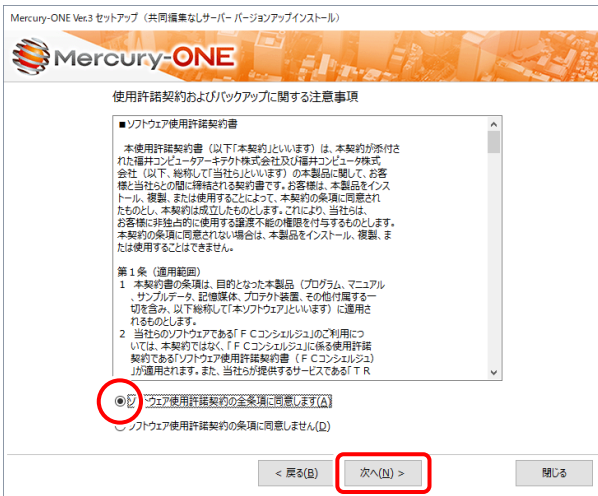 Mercury-ONE Ver.3 セットアップ（共同編集なしサーバー バージョンアップインストール）
Mercury-ONE
使用許諾契約およびバックアップに関する注意事項
■ソフトウェア使用許諾契約書
本使用許諾契約書（以下「本契約」といいます）は、本契約が添付さ
れた福井コンピュータアーキテクト株式会社及び福井コンピュータ株式
会社（以下、総称して「当社ら」といいます）の本製品に関して、お客
様と当社らとの間に締結される契約書です。お客様は、本製品をインス
トール、複製、または使用することによって、本契約の条項に同意され
たものとし、本契約は成立したものとします。これにより、当社らは、
お客様に非独占的に使用する譲渡不能の権限を付与するものとします。
本契約の条項に同意されない場合は、本製品をインストール、複製、ま
たは使用することはできません。
第１条（適用範囲）
１ 本契約書の条項は、目的となった本製品（プログラム、マニュアル
、サンプルデータ、記憶媒体、プロテクト装置、その他付属する一
切を含み、以下総称して「本ソフトウェア」といいます）に適用さ
れるものとします。
２ 当社らのソフトウェアである「ＦＣコンシェルジュ」のご利用につ
いては、本契約ではなく、「ＦＣコンシェルジュ」に係る使用許諾
契約である「ソフトウェア使用許諾契約書（ＦＣコンシェルジュ）
」が適用されます。また、当社らが提供するサービスである「ＴＲ
ソフトウェア使用許諾契約の全条項に同意します(A)
ソフトウェア使用許諾契約の条項に同意しません(D)
< 戻る(B) 次へ(N) > 閉じる